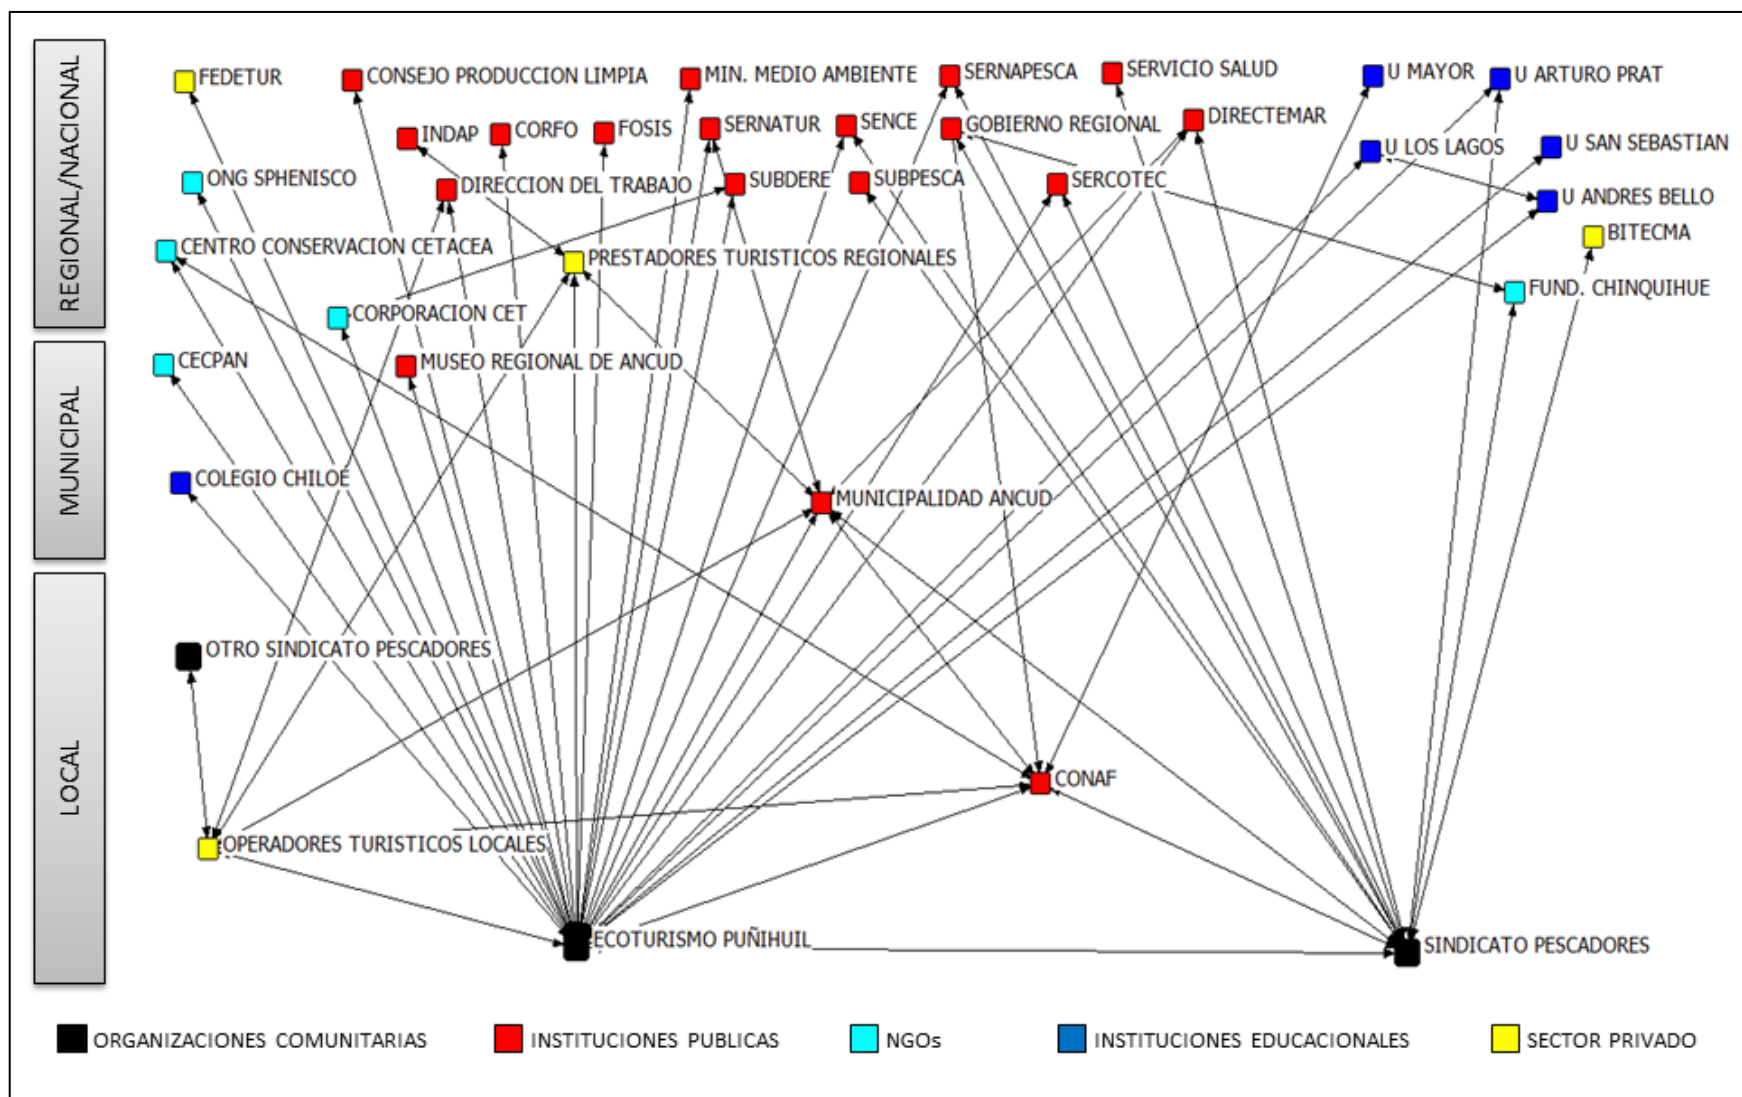 REGIONAL/NACIONAL
FEDETUR
CONSEJO PRODUCCION LIMPIA
MIN. MEDIO AMBIENTE
SERNAPESCA
SERVICIO SALUD
U MAYOR
U ARTURO PRAT
INDAP
CORFO
FOSIS
SERNATUR
SENCE
GOBIERNO REGIONAL
DIRECTEMAR
U LOS LAGOS
U SAN SEBASTIAN
ONG SPHENISCO
DIRECCION DEL TRABAJO
SUBDERE
SUBPESCA
SERCOTEC
U ANDRES BELLO
CENTRO CONSERVACION CETACEA
PRESTADORES TURISTICOS REGIONALES
BITECMA
CORPORACION CET
FUND. CHINQUIHUE
MUNICIPAL
CECPAN
MUSEO REGIONAL DE ANCUD
COLEGIO CHILOE
MUNICIPALIDAD ANCUD
LOCAL
OTRO SINDICATO PESCADORES
CONAF
OPERADORES TURISTICOS LOCALES
ECOTURISMO PUÑIHUIL
SINDICATO PESCADORES
ORGANIZACIONES COMUNITARIAS
INSTITUCIONES PUBLICAS
NGOs
INSTITUCIONES EDUCACIONALES
SECTOR PRIVADO